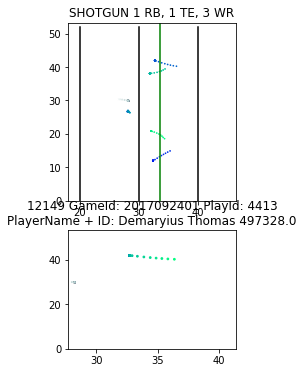 SHOTGUN 1 RB, 1 TE, 3 WR
50
40
30
20
10
0
20 30 40
12149 GameId: 2017092401 PlayId: 4413
PlayerName + ID: Demaryius Thomas 497328.0
40
20
0
30 35 40